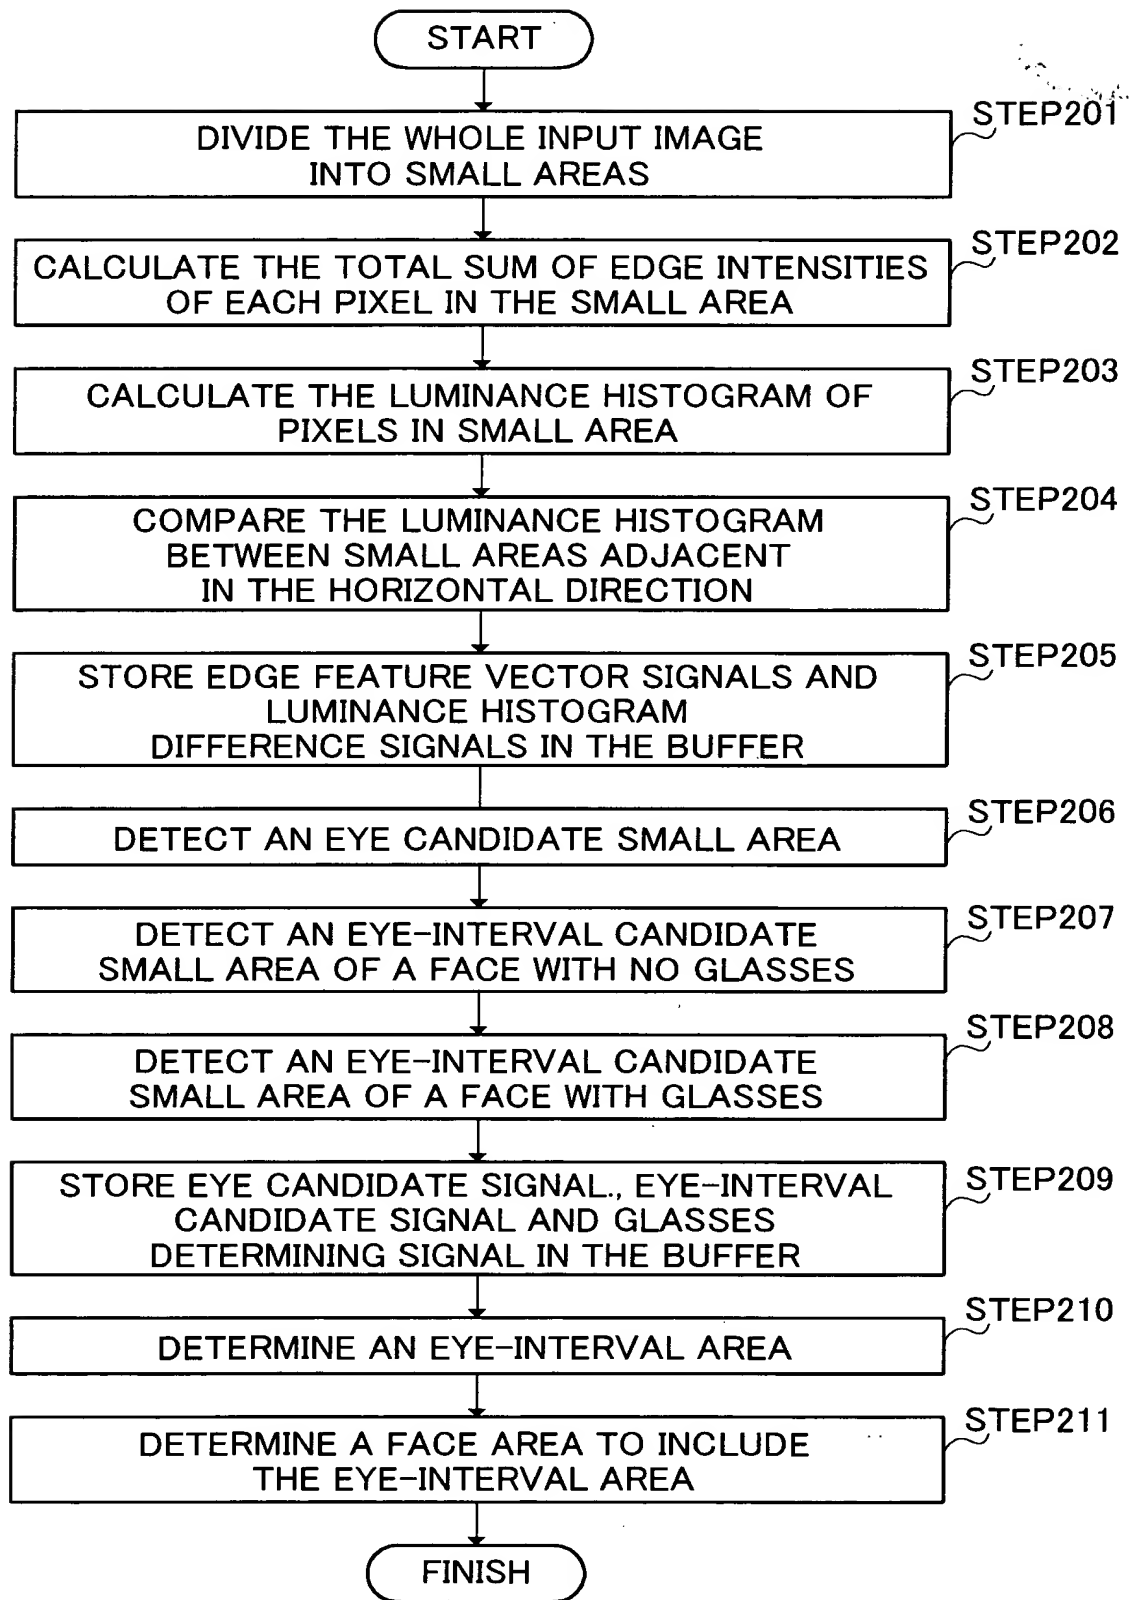 START
STEP201
DIVIDE THE WHOLE INPUT IMAGE
INTO SMALL AREAS
STEP202
CALCULATE THE TOTAL SUM OF EDGE INTENSITIES
OF EACH PIXEL IN THE SMALL AREA
STEP203
CALCULATE THE LUMINANCE HISTOGRAM OF
PIXELS IN SMALL AREA
STEP204
COMPARE THE LUMINANCE HISTOGRAM
BETWEEN SMALL AREAS ADJACENT
IN THE HORIZONTAL DIRECTION
STEP205
STORE EDGE FEATURE VECTOR SIGNALS AND
LUMINANCE HISTOGRAM
DIFFERENCE SIGNALS IN THE BUFFER
STEP206
DETECT AN EYE CANDIDATE SMALL AREA
STEP207
DETECT AN EYE-INTERVAL CANDIDATE
SMALL AREA OF A FACE WITH NO GLASSES
STEP208
DETECT AN EYE-INTERVAL CANDIDATE
SMALL AREA OF A FACE WITH GLASSES
STEP209
STORE EYE CANDIDATE SIGNAL., EYE-INTERVAL
CANDIDATE SIGNAL AND GLASSES
DETERMINING SIGNAL IN THE BUFFER
STEP210
DETERMINE AN EYE-INTERVAL AREA
STEP211
DETERMINE A FACE AREA TO INCLUDE
THE EYE-INTERVAL AREA
FINISH